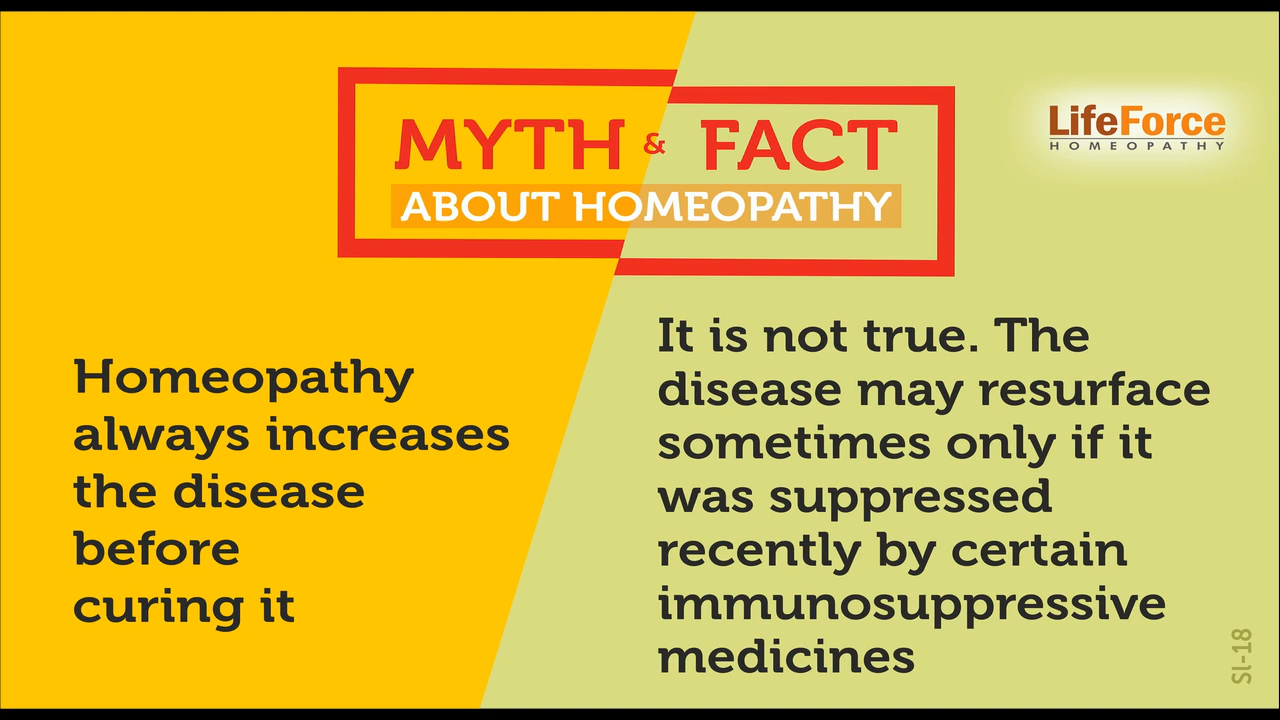 MYTH & FACT
ABOUT HOMEOPATHY
LifeForce
HOMEOPATHY
Homeopathy
always increases
the disease
before
curing it
It is not true. The
disease may resurface
sometimes only if it
was suppressed
recently by certain
immunosuppressive
medicines
SI-18